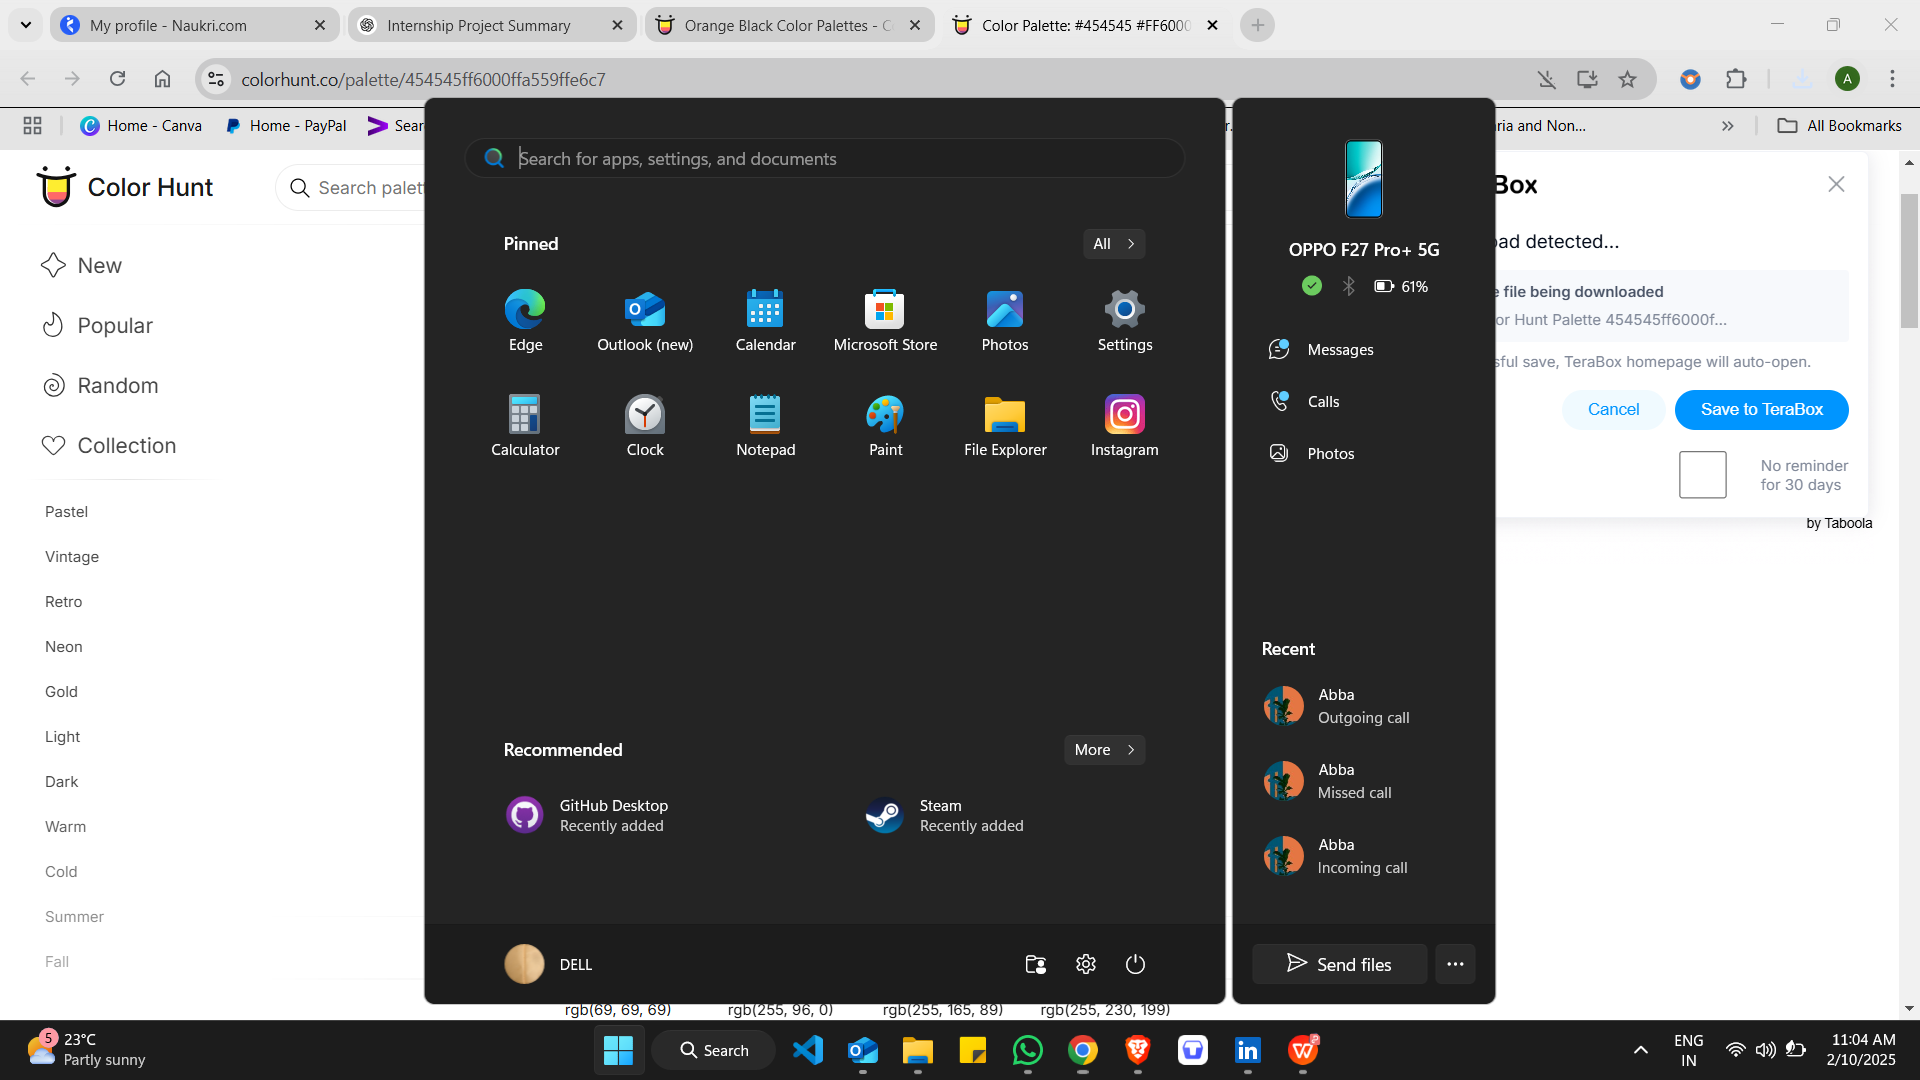 My profile - Naukri.com
Internship Project Summary
Orange Black Color Palettes - C
Color Palette: #454545 #FF6000
colorhunt.co/palette/454545ff6000ffa559ffe6c7
A
Home - Canva
Home - PayPal
Sear
r.
aria and Non...
All Bookmarks
Color Hunt
Search palett
New
Popular
Random
Collection
Pastel
Vintage
Retro
Neon
Gold
Light
Dark
Warm
Cold
Summer
Fall
Search for apps, settings, and documents
Pinned
All
Edge
Outlook (new)
Calendar
Microsoft Store
Photos
Settings
Calculator
Clock
Notepad
Paint
File Explorer
Instagram
Recommended
More
GitHub Desktop
Recently added
Steam
Recently added
DELL
OPPO F27 Pro+ 5G
61%
Messages
Calls
Photos
Recent
Abba
Outgoing call
Abba
Missed call
Abba
Incoming call
Send files
Box
oad detected...
e file being downloaded
or Hunt Palette 454545ff6000f...
sful save, TeraBox homepage will auto-open.
Cancel
Save to TeraBox
No reminder
for 30 days
by Taboola
rgb(69, 69, 69)
rgb(255, 96, 0)
rgb(255, 165, 89)
rgb(255, 230, 199)
5
23°C
Partly sunny
Search
ENG
IN
11:04 AM
2/10/2025